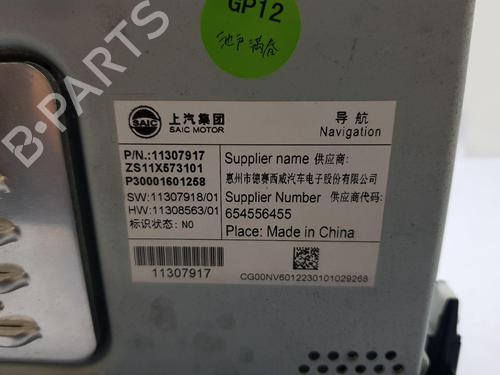 GP12
SAIC
上汽集团
SAIC MOTOR
导航
Navigation
P/N.:11307917
ZS11X573101
P30001601258
SW:11307918/01
HW:11308563/01
标识状态: NO
Supplier name 供应商:
惠州市德赛西威汽车电子股份有限公司
Supplier Number 供应商代码:
654556455
Place: Made in China
11307917
CG00NV6012230101029268
B-PARTS